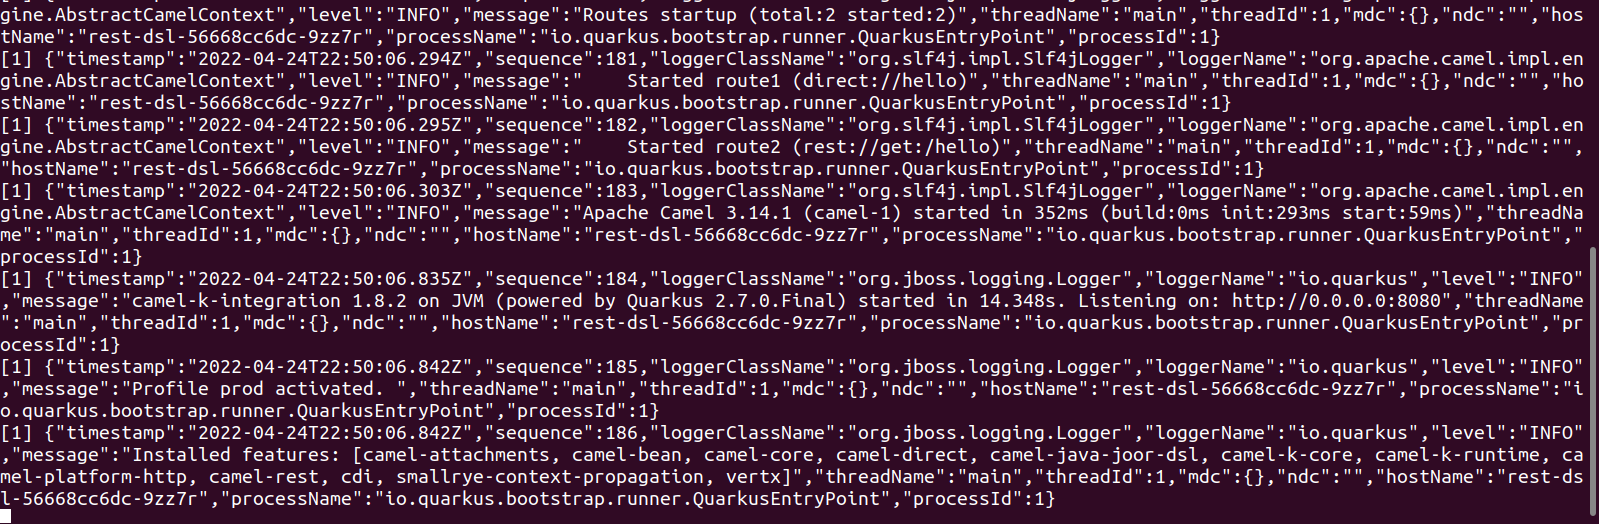 gine.AbstractCamelContext","level":"INFO","message":"Routes startup (total:2 started:2)","threadName":"main","threadId":1,"mdc":{},"ndc":"","hos
tName":"rest-dsl-56668cc6dc-9zz7r","processName":"io.quarkus.bootstrap.runner.QuarkusEntryPoint","processId":1}
[1] {"timestamp":"2022-04-24T22:50:06.294Z","sequence":181,"loggerClassName":"org.slf4j.impl.Slf4jLogger","loggerName":"org.apache.camel.impl.en
gine.AbstractCamelContext","level":"INFO","message":"    Started route1 (direct://hello)","threadName":"main","threadId":1,"mdc":{},"ndc":"","ho
stName":"rest-dsl-56668cc6dc-9zz7r","processName":"io.quarkus.bootstrap.runner.QuarkusEntryPoint","processId":1}
[1] {"timestamp":"2022-04-24T22:50:06.295Z","sequence":182,"loggerClassName":"org.slf4j.impl.Slf4jLogger","loggerName":"org.apache.camel.impl.en
gine.AbstractCamelContext","level":"INFO","message":"    Started route2 (rest://get:/hello)","threadName":"main","threadId":1,"mdc":{},"ndc":"",
"hostName":"rest-dsl-56668cc6dc-9zz7r","processName":"io.quarkus.bootstrap.runner.QuarkusEntryPoint","processId":1}
[1] {"timestamp":"2022-04-24T22:50:06.303Z","sequence":183,"loggerClassName":"org.slf4j.impl.Slf4jLogger","loggerName":"org.apache.camel.impl.en
gine.AbstractCamelContext","level":"INFO","message":"Apache Camel 3.14.1 (camel-1) started in 352ms (build:0ms init:293ms start:59ms)","threadNa
me":"main","threadId":1,"mdc":{},"ndc":"","hostName":"rest-dsl-56668cc6dc-9zz7r","processName":"io.quarkus.bootstrap.runner.QuarkusEntryPoint","
processId":1}
[1] {"timestamp":"2022-04-24T22:50:06.835Z","sequence":184,"loggerClassName":"org.jboss.logging.Logger","loggerName":"io.quarkus","level":"INFO"
,"message":"camel-k-integration 1.8.2 on JVM (powered by Quarkus 2.7.0.Final) started in 14.348s. Listening on: http://0.0.0.0:8080","threadName
":"main","threadId":1,"mdc":{},"ndc":"","hostName":"rest-dsl-56668cc6dc-9zz7r","processName":"io.quarkus.bootstrap.runner.QuarkusEntryPoint","pr
ocessId":1}
[1] {"timestamp":"2022-04-24T22:50:06.842Z","sequence":185,"loggerClassName":"org.jboss.logging.Logger","loggerName":"io.quarkus","level":"INFO"
,"message":"Profile prod activated. ","threadName":"main","threadId":1,"mdc":{},"ndc":"","hostName":"rest-dsl-56668cc6dc-9zz7r","processName":"i
o.quarkus.bootstrap.runner.QuarkusEntryPoint","processId":1}
[1] {"timestamp":"2022-04-24T22:50:06.842Z","sequence":186,"loggerClassName":"org.jboss.logging.Logger","loggerName":"io.quarkus","level":"INFO"
,"message":"Installed features: [camel-attachments, camel-bean, camel-core, camel-direct, camel-java-joor-dsl, camel-k-core, camel-k-runtime, ca
mel-platform-http, camel-rest, cdi, smallrye-context-propagation, vertx]","threadName":"main","threadId":1,"mdc":{},"ndc":"","hostName":"rest-ds
l-56668cc6dc-9zz7r","processName":"io.quarkus.bootstrap.runner.QuarkusEntryPoint","processId":1}